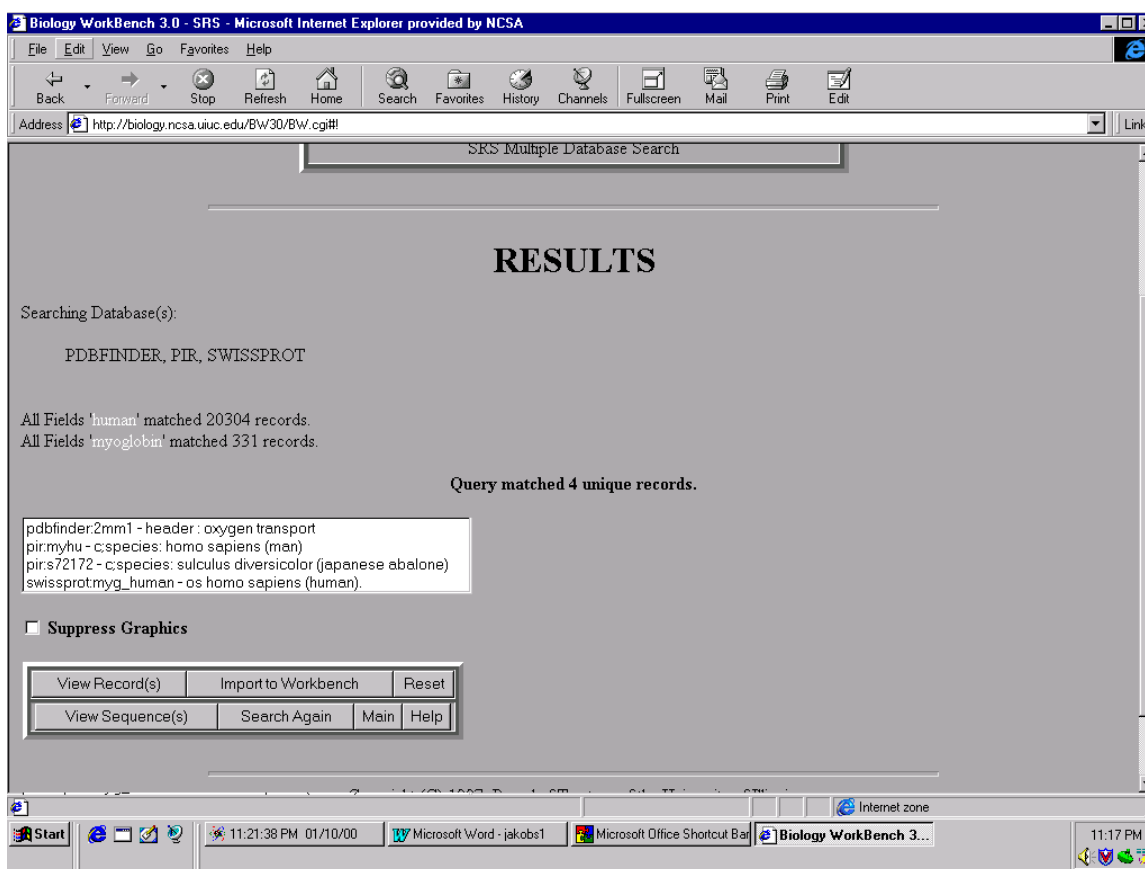 Biology WorkBench 3.0 - SRS - Microsoft Internet Explorer provided by NCSA
File Edit View Go Favorites Help
Back Forward Stop Refresh Home Search Favorites History Channels Fullscreen Mail Print Edit
Address http://biology.ncsa.uiuc.edu/BW30/BW.cgi#! Link
SRS Multiple Database Search
RESULTS
Searching Database(s):
PDBFINDER, PIR, SWISSPROT
All Fields 'human' matched 20304 records.
All Fields 'myoglobin' matched 331 records.
Query matched 4 unique records.
pdbfinder:2mm1 - header : oxygen transport
pir:myhu - c;species: homo sapiens (man)
pir:s72172 - c;species: sulculus diversicolor (japanese abalone)
swissprot:myg_human - os homo sapiens (human).
Suppress Graphics
View Record(s) Import to Workbench Reset
View Sequence(s) Search Again Main Help
Internet zone
Start 11:21:38 PM 01/10/00 Microsoft Word - jakobs1 Microsoft Office Shortcut Bar Biology WorkBench 3... 11:17 PM